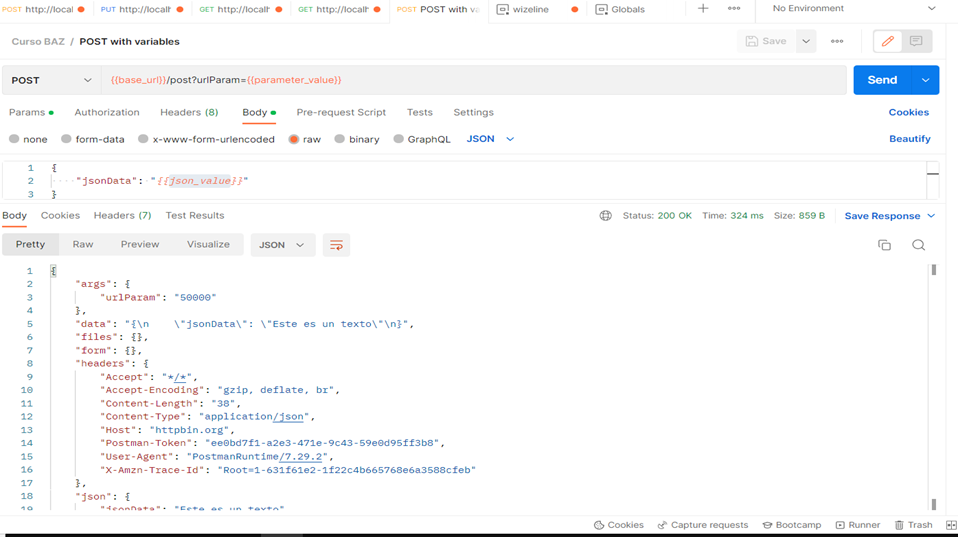 POST http://local PUT http://localh GET http://localh GET http://localh POST POST with va wizeline Globals No Environment
Curso BAZ / POST with variables Save
POST {{base_url}}/post?urlParam={{parameter_value}} Send
Params Authorization Headers (8) Body Pre-request Script Tests Settings Cookies
none form-data x-www-form-urlencoded raw binary GraphQL JSON Beautify
1 {
2 "jsonData": "{{json_value}}"
3 }
Body Cookies Headers (7) Test Results Status: 200 OK Time: 324 ms Size: 859 B Save Response
Pretty Raw Preview Visualize JSON
1 {
2 "args": {
3 "urlParam": "50000"
4 },
5 "data": "{\n    \"jsonData\": \"Este es un texto\"\n}",
6 "files": {},
7 "form": {},
8 "headers": {
9 "Accept": "*/*",
10 "Accept-Encoding": "gzip, deflate, br",
11 "Content-Length": "38",
12 "Content-Type": "application/json",
13 "Host": "httpbin.org",
14 "Postman-Token": "ee0bd7f1-a2e3-471e-9c43-59e0d95ff3b8",
15 "User-Agent": "PostmanRuntime/7.29.2",
16 "X-Amzn-Trace-Id": "Root=1-631f61e2-1f22c4b665768e6a3588cfeb"
17 },
18 "json": {
19 "jsonData": "Este es un texto"
Cookies Capture requests Bootcamp Runner Trash